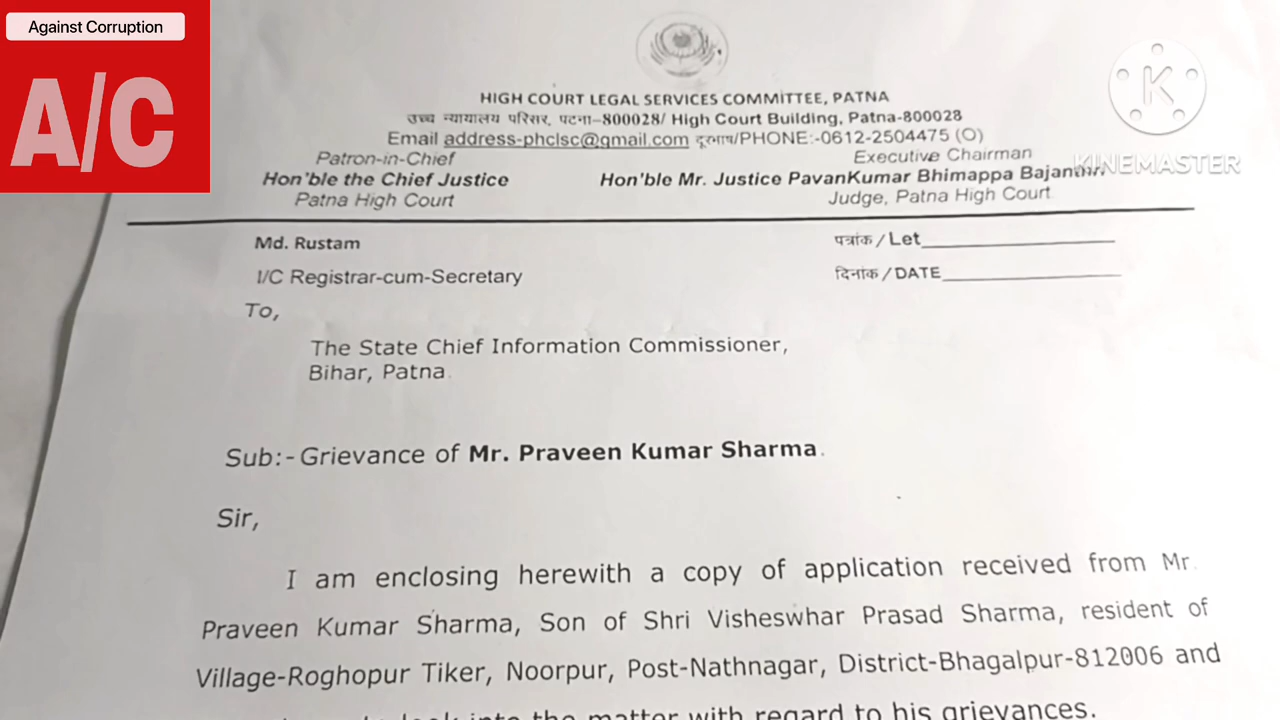 Against Corruption
A/C
K
KINEMASTER
HIGH COURT LEGAL SERVICES COMMITTEE, PATNA
उच्च न्यायालय परिसर, पटना-800028/ High Court Building, Patna-800028
Email address-phclsc@gmail.com दूरभाष/PHONE:-0612-2504475 (O)
Patron-in-Chief
Hon'ble the Chief Justice
Patna High Court
Executive Chairman
Hon'ble Mr. Justice PavanKumar Bhimappa
Judge, Patna High Court
Md. Rustam
I/C Registrar-cum-Secretary
पत्रांक / Let
दिनांक / DATE
To,
The State Chief Information Commissioner,
Bihar, Patna.
Sub:- Grievance of Mr. Praveen Kumar Sharma.
Sir,
I am enclosing herewith a copy of application received from Mr.
Praveen Kumar Sharma, Son of Shri Visheswhar Prasad Sharma, resident of
Village-Roghopur Tiker, Noorpur, Post-Nathnagar, District-Bhagalpur-812006 and
look into the matter with regard to his grievances.